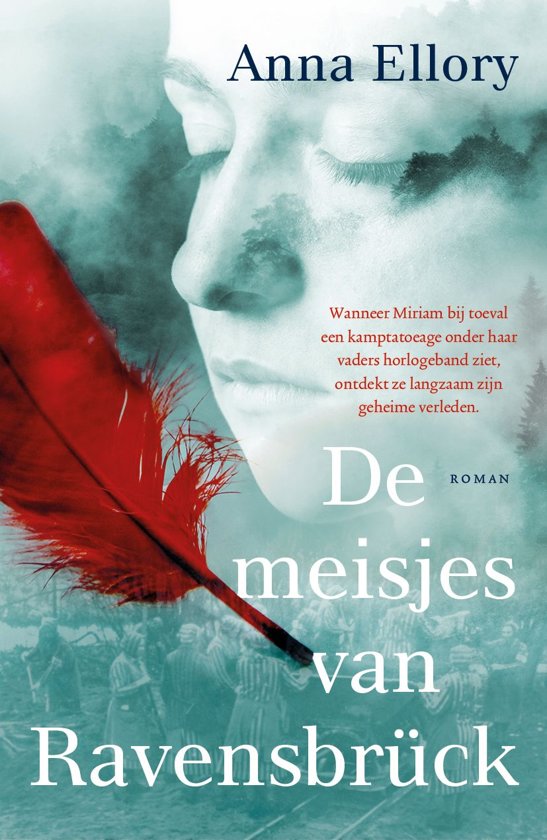 Anna Ellory
Wanneer Miriam bij toeval
een kamptatoeage onder haar
vaders horlogeband ziet,
ontdekt ze langzaam zijn
geheime verleden.
De
ROMAN
meisjes
van
Ravensbrück